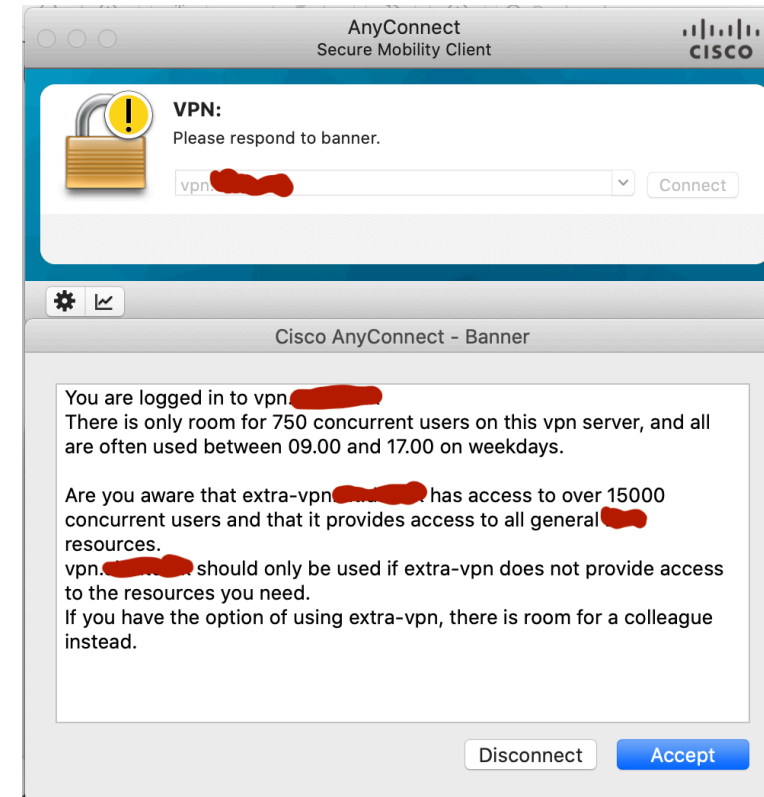 AnyConnect
Secure Mobility Client
CISCO
VPN:
Please respond to banner.
vpn.
Connect
Cisco AnyConnect - Banner
You are logged in to vpn.
There is only room for 750 concurrent users on this vpn server, and all
are often used between 09.00 and 17.00 on weekdays.
Are you aware that extra-vpn. has access to over 15000
concurrent users and that it provides access to all general
resources.
vpn. should only be used if extra-vpn does not provide access
to the resources you need.
If you have the option of using extra-vpn, there is room for a colleague
instead.
Disconnect
Accept